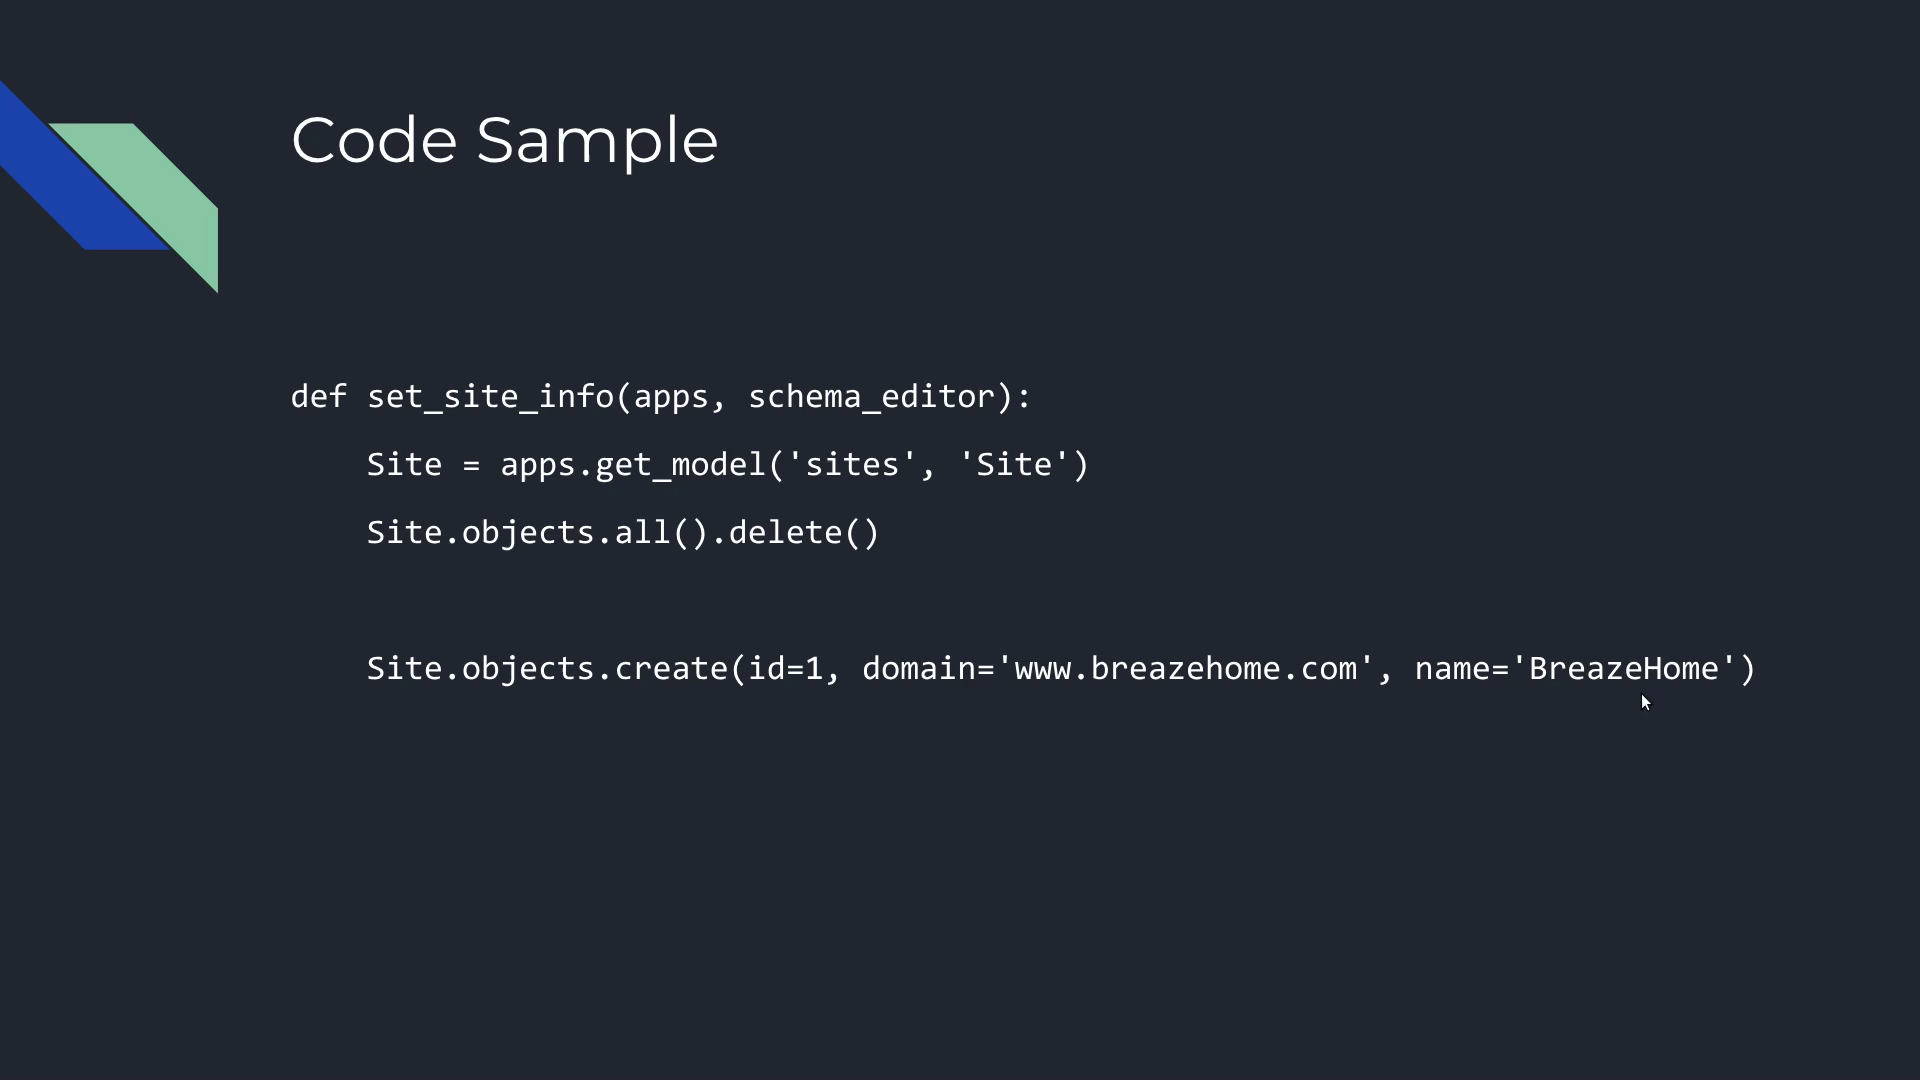 Code Sample
def set_site_info(apps, schema_editor):
    Site = apps.get_model('sites', 'Site')
    Site.objects.all().delete()
    Site.objects.create(id=1, domain='www.breazehome.com', name='BreazeHome')